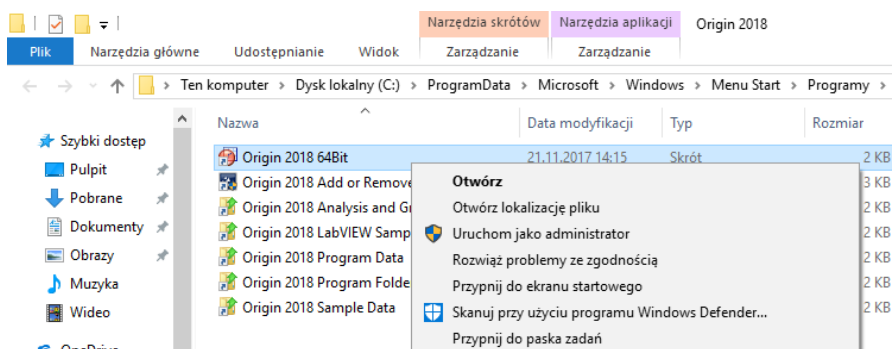 Narzędzia skrótów Narzędzia aplikacji Origin 2018
Plik Narzędzia główne Udostępnianie Widok Zarządzanie Zarządzanie
Ten komputer > Dysk lokalny (C:) > ProgramData > Microsoft > Windows > Menu Start > Programy >
Nazwa Data modyfikacji Typ Rozmiar
Szybki dostęp
Pulpit
Pobrane
Dokumenty
Obrazy
Muzyka
Wideo
Origin 2018 64Bit 21.11.2017 14:15 Skrót 2 KB
Origin 2018 Add or Remove 3 KB
Origin 2018 Analysis and Gr 2 KB
Origin 2018 LabVIEW Samp 2 KB
Origin 2018 Program Data 2 KB
Origin 2018 Program Folde 2 KB
Origin 2018 Sample Data 2 KB
Otwórz
Otwórz lokalizację pliku
Uruchom jako administrator
Rozwiąż problemy ze zgodnością
Przypnij do ekranu startowego
Skanuj przy użyciu programu Windows Defender...
Przypnij do paska zadań